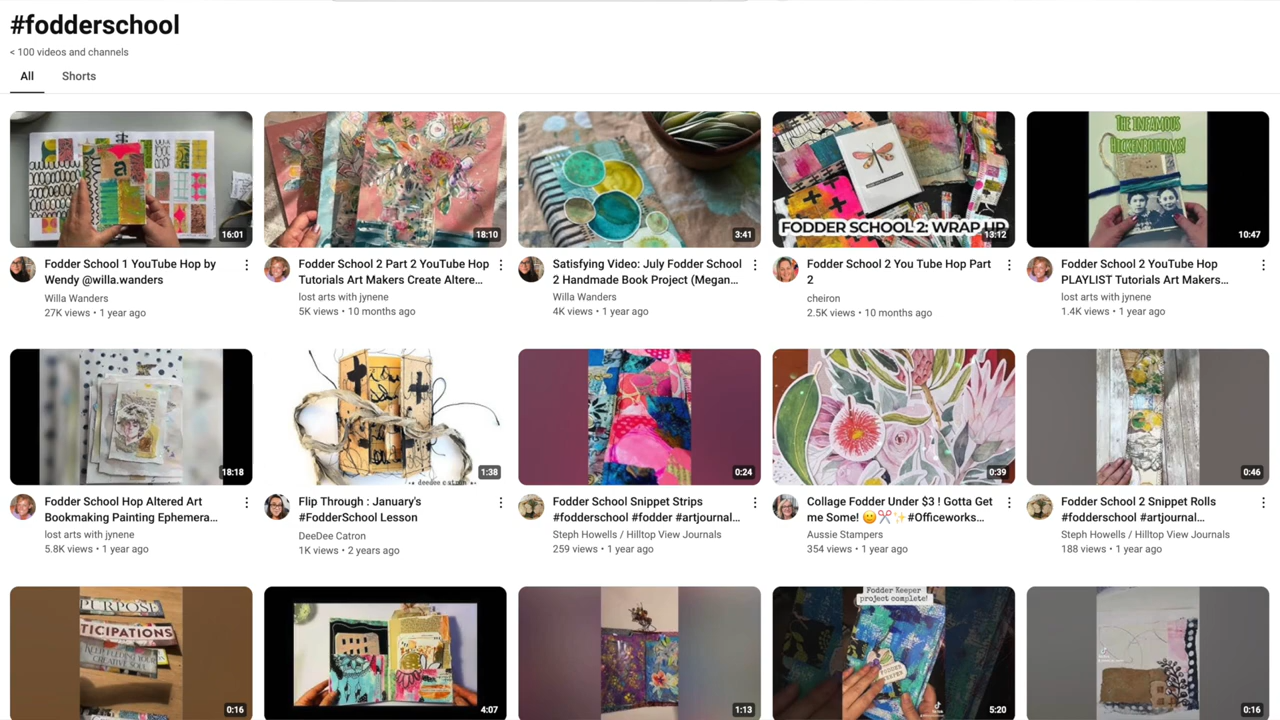 #fodderschool
< 100 videos and channels
All
Shorts
a
16:01
18:10
3:41
FODDER SCHOOL 2: WRAP UP
13:12
THE INFAMOUS
HICKENBOTTOMS!
10:47
Fodder School 1 YouTube Hop by
Wendy @willa.wanders
Willa Wanders
27K views • 1 year ago
Fodder School 2 Part 2 YouTube Hop
Tutorials Art Makers Create Altere...
lost arts with jynene
5K views • 10 months ago
Satisfying Video: July Fodder School
2 Handmade Book Project (Megan...
Willa Wanders
4K views • 1 year ago
Fodder School 2 You Tube Hop Part
2
cheiron
2.5K views • 10 months ago
Fodder School 2 YouTube Hop
PLAYLIST Tutorials Art Makers...
lost arts with jynene
1.4K views • 1 year ago
18:18
deedee catron
1:38
0:24
0:39
0:46
Fodder School Hop Altered Art
Bookmaking Painting Ephemera...
lost arts with jynene
5.8K views • 1 year ago
Flip Through : January's
#FodderSchool Lesson
DeeDee Catron
1K views • 2 years ago
Fodder School Snippet Strips
#fodderschool #fodder #artjournal...
Steph Howells / Hilltop View Journals
259 views • 1 year ago
Collage Fodder Under $3 ! Gotta Get
me Some! 🙂✂️✨#Officeworks...
Aussie Stampers
354 views • 1 year ago
Fodder School 2 Snippet Rolls
#fodderschool #artjournal...
Steph Howells / Hilltop View Journals
188 views • 1 year ago
PURPOSE
TICIPATIONS
KEEP FEEDING YOUR
CREATIVE SOUL
0:16
4:07
1:13
Fodder Keeper
project complete!
FODDER
KEEPER
5:20
0:16